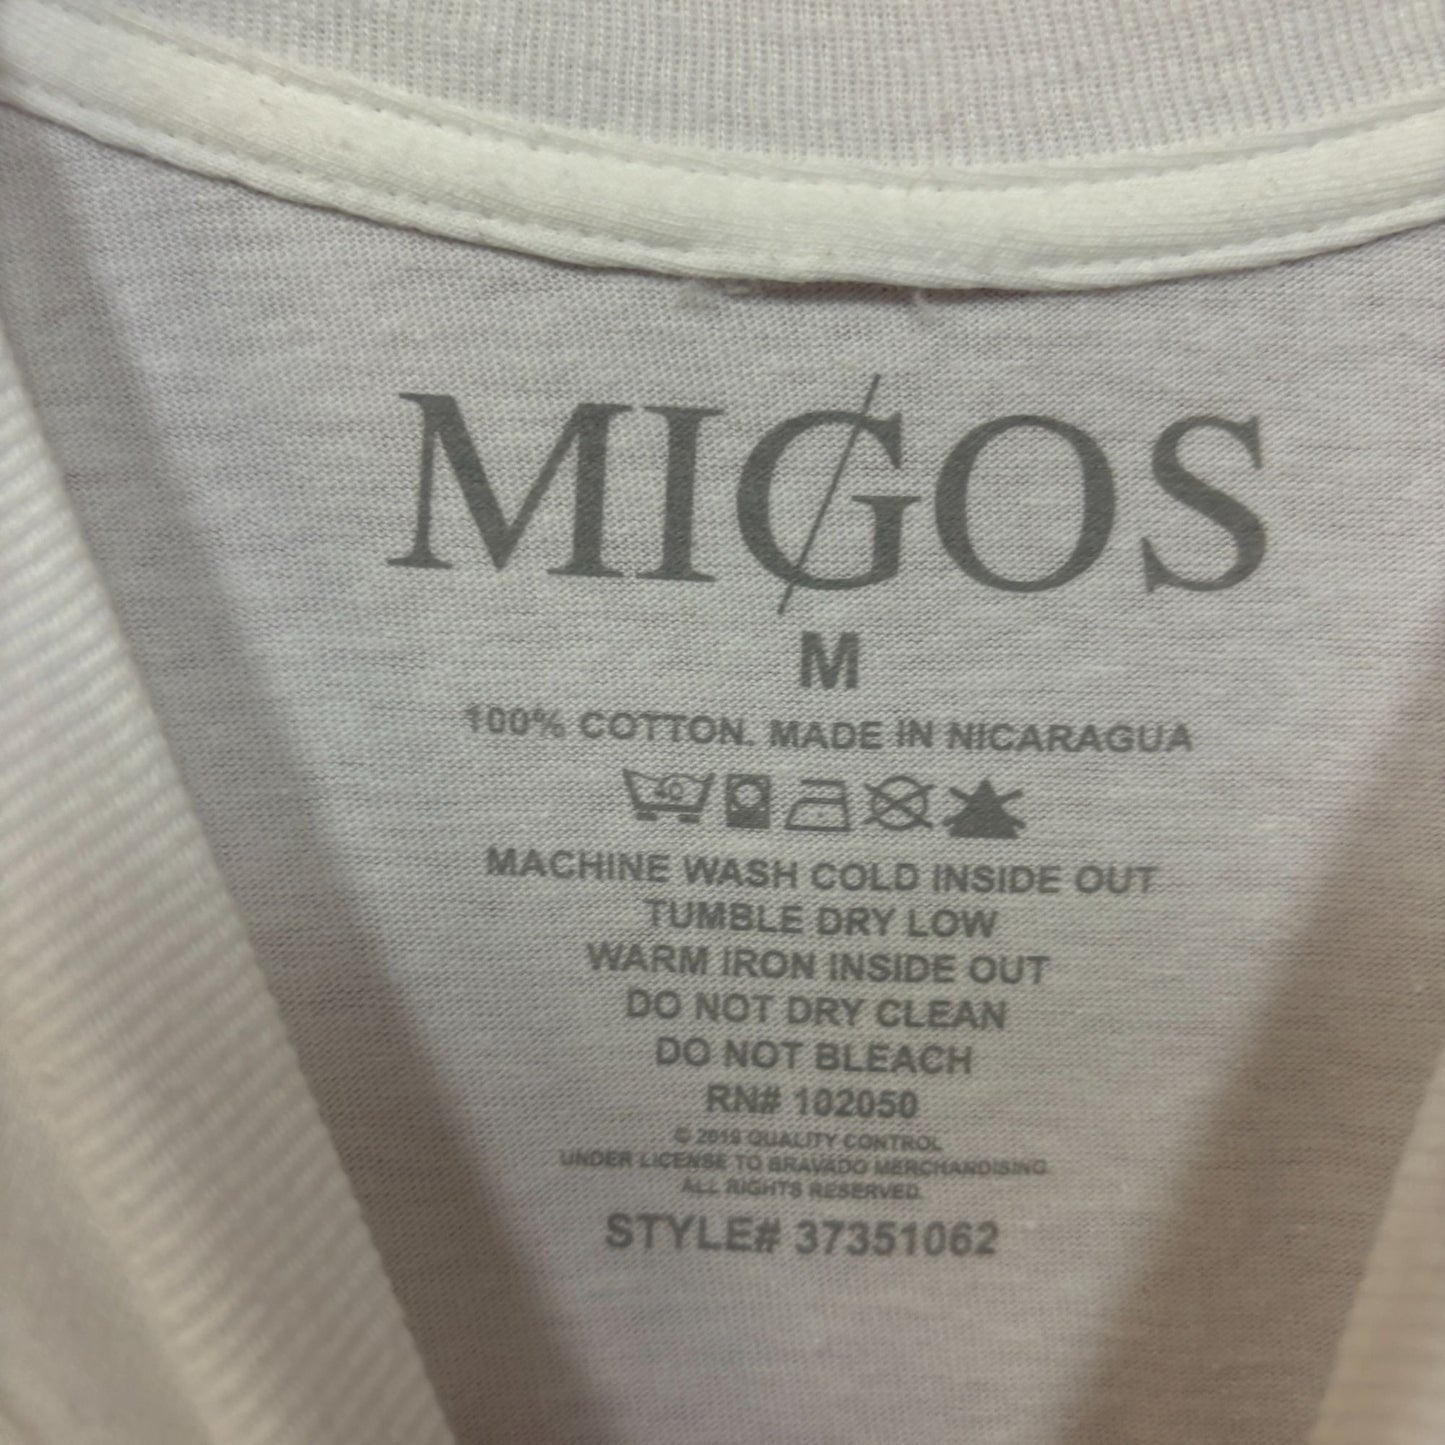 MIGOS
M
100% COTTON. MADE IN NICARAGUA
40
MACHINE WASH COLD INSIDE OUT
TUMBLE DRY LOW
WARM IRON INSIDE OUT
DO NOT DRY CLEAN
DO NOT BLEACH
RN# 102050
© 2019 QUALITY CONTROL
UNDER LICENSE TO BRAVADO MERCHANDISING.
ALL RIGHTS RESERVED.
STYLE# 37351062